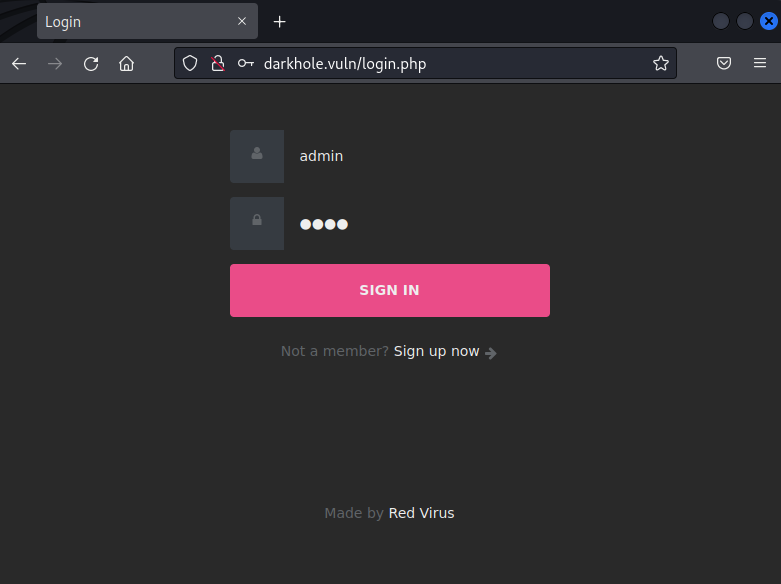 Login
darkhole.vuln/login.php
admin
SIGN IN
Not a member? Sign up now
Made by Red Virus